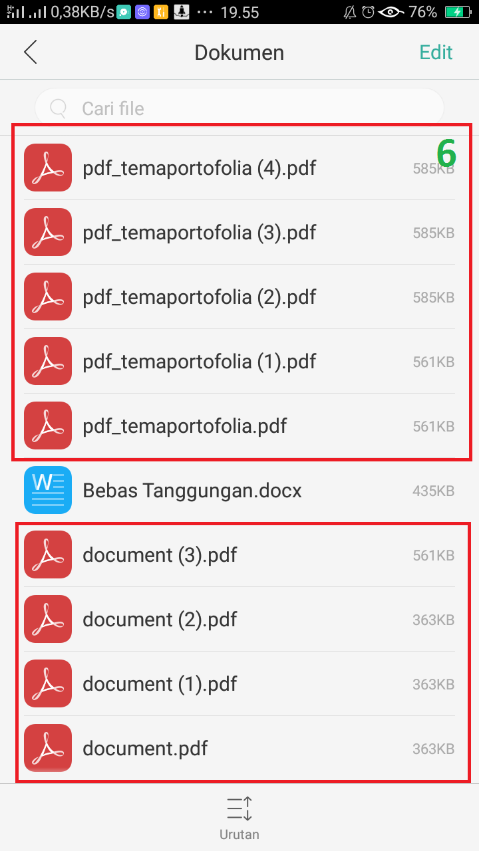 0,38KB/s ... 19.55 76%
Dokumen Edit
Cari file
6
pdf_temaportofolia (4).pdf 585KB
pdf_temaportofolia (3).pdf 585KB
pdf_temaportofolia (2).pdf 585KB
pdf_temaportofolia (1).pdf 561KB
pdf_temaportofolia.pdf 561KB
W
Bebas Tanggungan.docx 435KB
document (3).pdf 561KB
document (2).pdf 363KB
document (1).pdf 363KB
document.pdf 363KB
Urutan